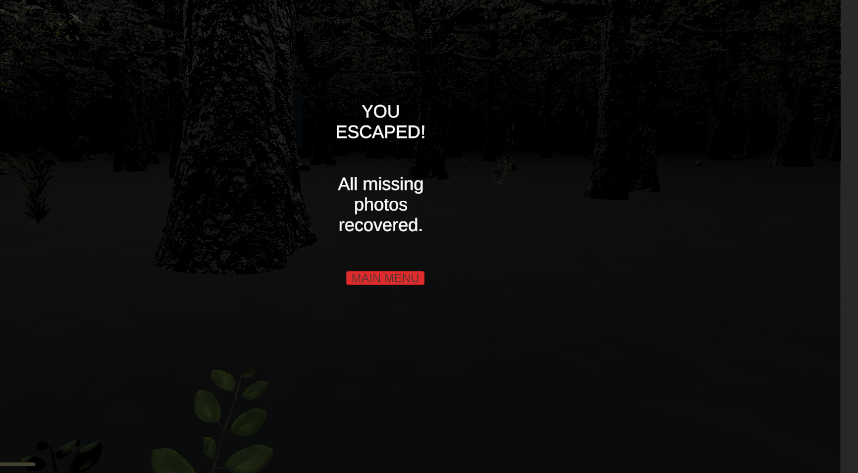 YOU
ESCAPED!
All missing
photos
recovered.
MAIN MENU